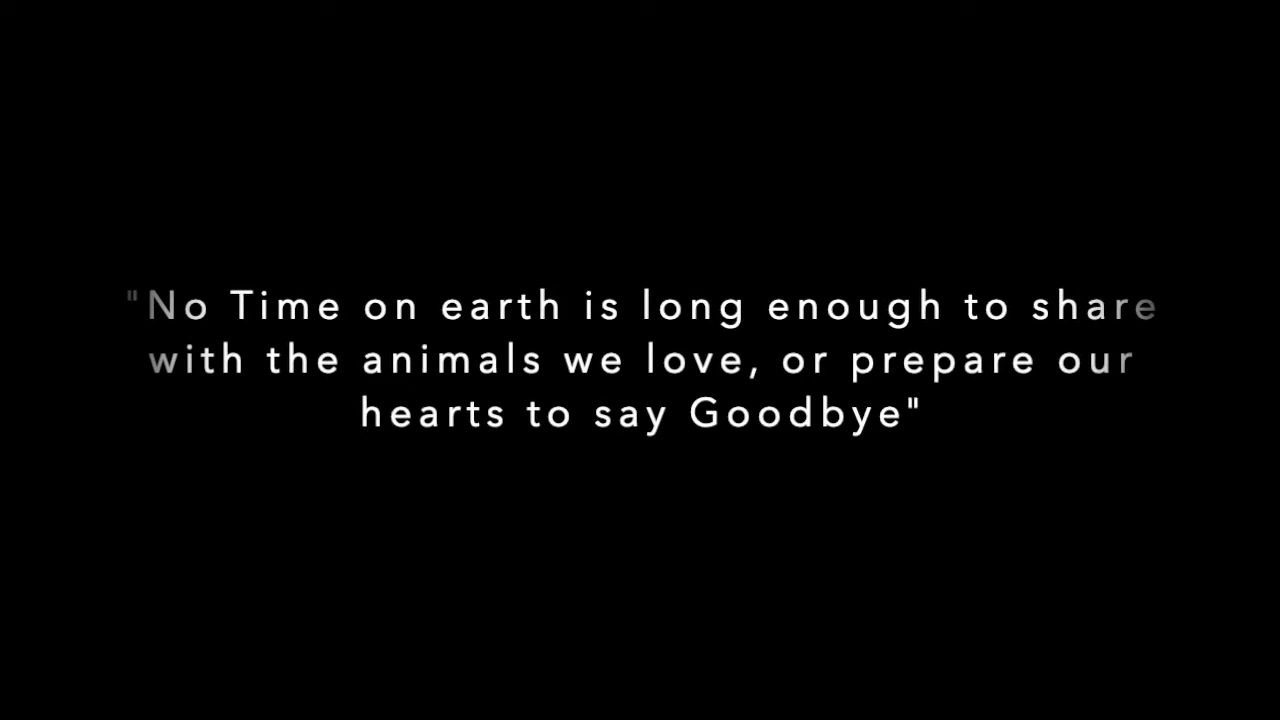 "No Time on earth is long enough to share
with the animals we love, or prepare our
hearts to say Goodbye"